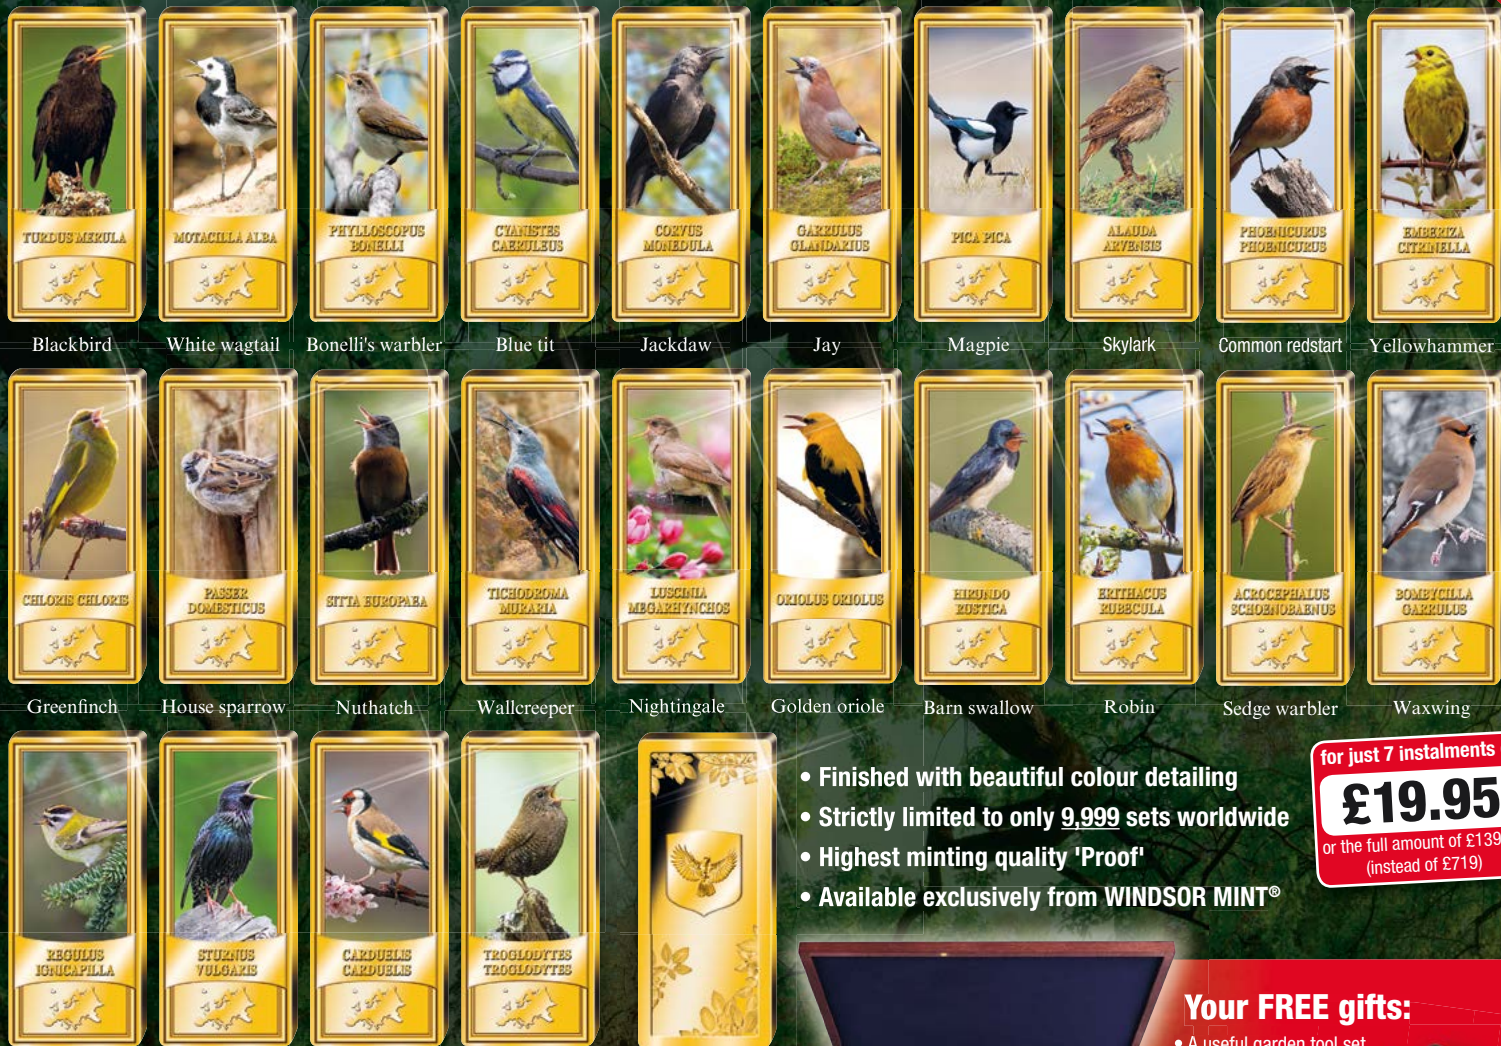 TURDUS MERULA
MOTACILLA ALBA
PHYLLOSCOPUS
BONELLI
CYANISTES
CAERULEUS
CORVUS
MONEDULA
GARRULUS
GLANDARIUS
PICA PICA
ALAUDA
ARVENSIS
PHOENICURUS
PHOENICURUS
EMBERIZA
CITRINELLA
Blackbird
White wagtail
Bonelli's warbler
Blue tit
Jackdaw
Jay
Magpie
Skylark
Common redstart
Yellowhammer
CHLORIS CHLORIS
PASSER
DOMESTICUS
SITTA EUROPAEA
TICHODROMA
MURARIA
LUSCINIA
MEGARHYNCHOS
ORIOLUS ORIOLUS
HIRUNDO
RUSTICA
ERITHACUS
RUBECULA
ACROCEPHALUS
SCHOENOBAENUS
BOMBYCILLA
GARRULUS
Greenfinch
House sparrow
Nuthatch
Wallcreeper
Nightingale
Golden oriole
Barn swallow
Robin
Sedge warbler
Waxwing
REGULUS
IGNICAPILLA
STURNUS
VULGARIS
CARDUELIS
CARDUELIS
TROGLODYTES
TROGLODYTES
• Finished with beautiful colour detailing
• Strictly limited to only 9,999 sets worldwide
• Highest minting quality 'Proof'
• Available exclusively from WINDSOR MINT®
for just 7 instalments
£19.95
or the full amount of £139
(instead of £719)
Your FREE gifts:
• A useful garden tool set